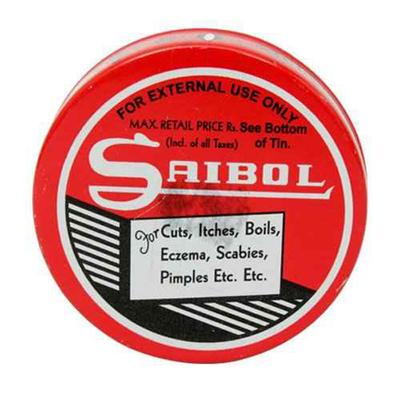 FOR EXTERNAL USE ONLY
MAX. RETAIL PRICE Rs. See Bottom
(Incl. of all Taxes) of Tin.
SAIBOL
For Cuts, Itches, Boils,
Eczema, Scabies,
Pimples Etc. Etc.